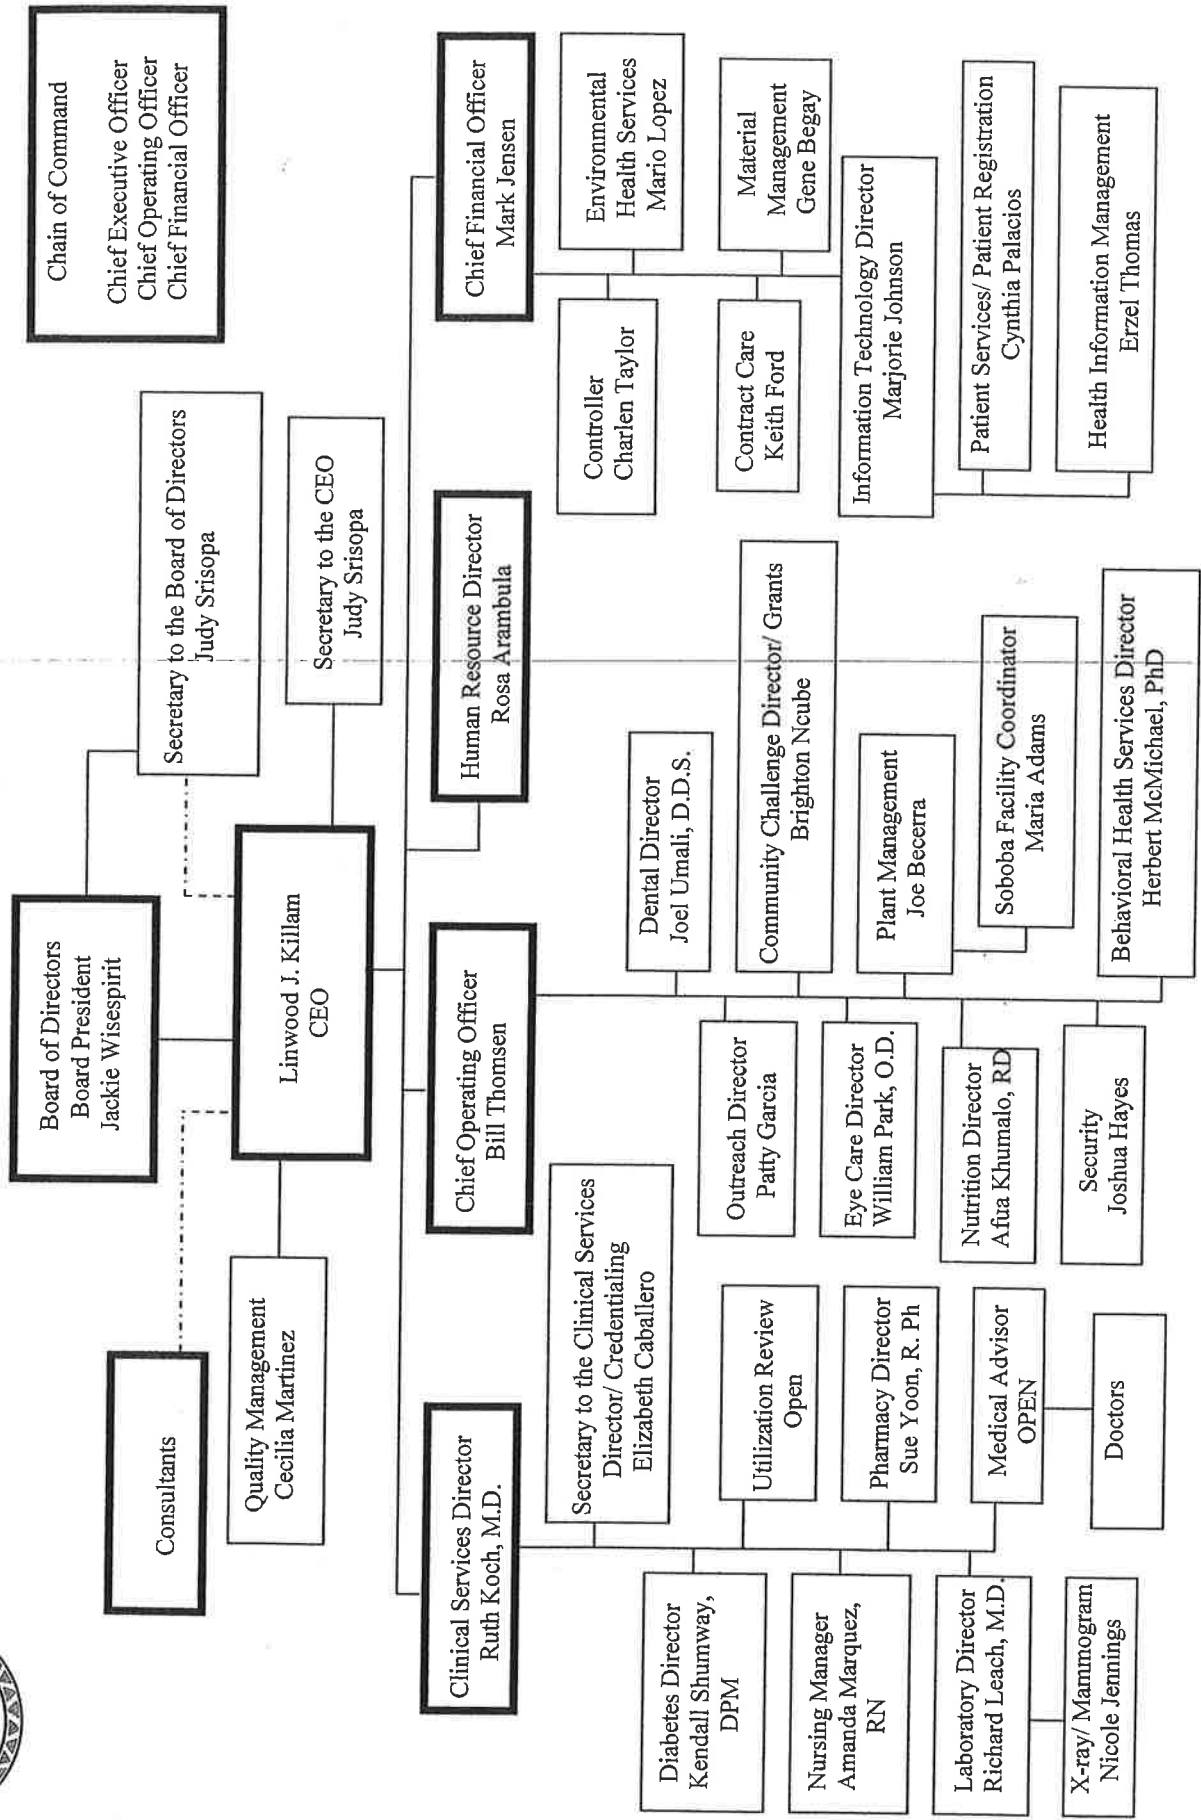 Chain of Command
Chief Executive Officer
Chief Operating Officer
Chief Financial Officer
Board of Directors
Board President
Jackie Wisespirit
Consultants
Secretary to the Board of Directors
Judy Srisopa
Linwood J. Killam
CEO
Quality Management
Cecilia Martinez
Secretary to the CEO
Judy Srisopa
Clinical Services Director
Ruth Koch, M.D.
Chief Operating Officer
Bill Thomsen
Human Resource Director
Rosa Arambula
Chief Financial Officer
Mark Jensen
Secretary to the Clinical Services
Director/ Credentialing
Elizabeth Caballero
Diabetes Director
Kendall Shumway,
DPM
Utilization Review
Open
Nursing Manager
Amanda Marquez,
RN
Pharmacy Director
Sue Yoon, R. Ph
Laboratory Director
Richard Leach, M.D.
Medical Advisor
OPEN
X-ray/ Mammogram
Nicole Jennings
Doctors
Dental Director
Joel Umali, D.D.S.
Outreach Director
Patty Garcia
Community Challenge Director/ Grants
Brighton Ncube
Eye Care Director
William Park, O.D.
Plant Management
Joe Becerra
Nutrition Director
Afua Khumalo, RD
Soboba Facility Coordinator
Maria Adams
Security
Joshua Hayes
Behavioral Health Services Director
Herbert McMichael, PhD
Environmental
Health Services
Mario Lopez
Controller
Charlen Taylor
Material
Management
Gene Begay
Contract Care
Keith Ford
Information Technology Director
Marjorie Johnson
Patient Services/ Patient Registration
Cynthia Palacios
Health Information Management
Erzel Thomas